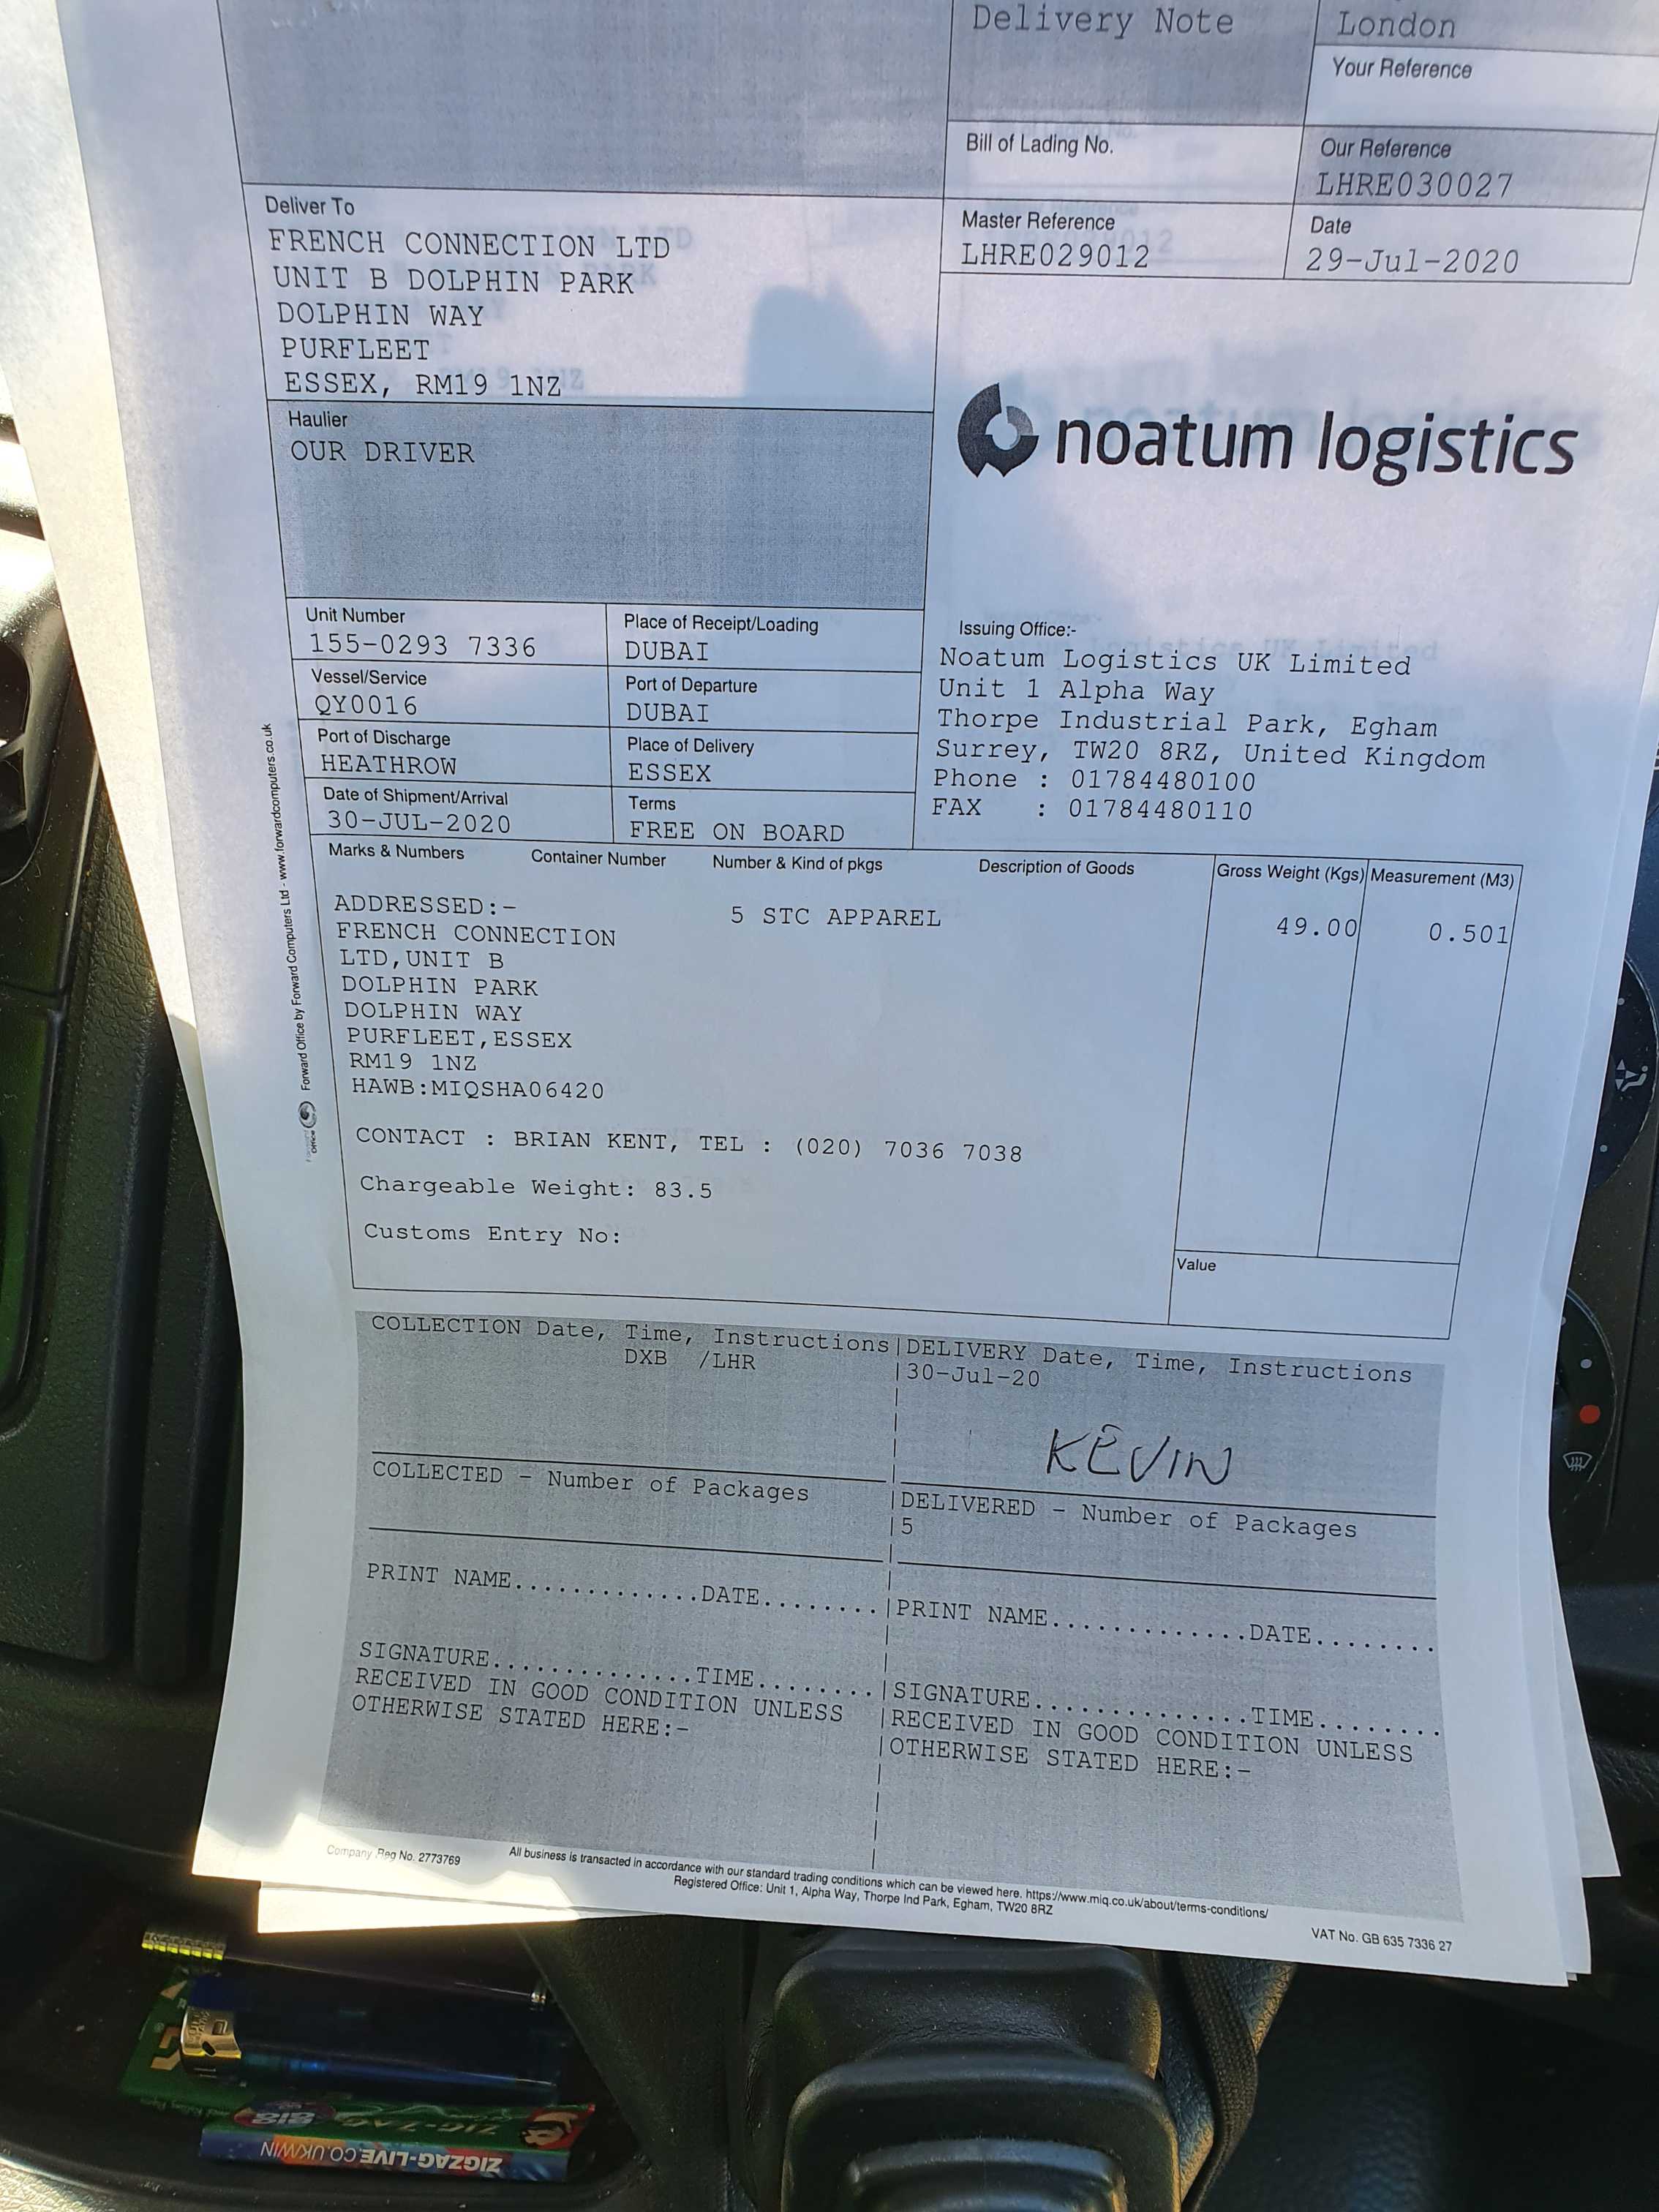 Delivery Note
London
Your Reference
Bill of Lading No.
Our Reference
LHRE030027
Deliver To
FRENCH CONNECTION LTD
UNIT B DOLPHIN PARK
DOLPHIN WAY
PURFLEET
ESSEX, RM19 1NZ
Master Reference
LHRE029012
Date
29-Jul-2020
Haulier
OUR DRIVER
noatum logistics
Unit Number
155-0293 7336
Place of Receipt/Loading
DUBAI
Vessel/Service
QY0016
Port of Departure
DUBAI
Port of Discharge
HEATHROW
Place of Delivery
ESSEX
Date of Shipment/Arrival
30-JUL-2020
Terms
FREE ON BOARD
Issuing Office:-
Noatum Logistics UK Limited
Unit 1 Alpha Way
Thorpe Industrial Park, Egham
Surrey, TW20 8RZ, United Kingdom
Phone : 01784480100
FAX : 01784480110
Marks & Numbers Container Number Number & Kind of pkgs Description of Goods Gross Weight (Kgs) Measurement (M3)
ADDRESSED:- 5 STC APPAREL 49.00 0.501
FRENCH CONNECTION
LTD,UNIT B
DOLPHIN PARK
DOLPHIN WAY
PURFLEET,ESSEX
RM19 1NZ
HAWB:MIQSHA06420
CONTACT : BRIAN KENT, TEL : (020) 7036 7038
Chargeable Weight: 83.5
Customs Entry No:
Value
Forward Office by Forward Computers Ltd - www.forwardcomputers.co.uk
COLLECTION Date, Time, Instructions
DXB /LHR
COLLECTED - Number of Packages
PRINT NAME.............DATE........
SIGNATURE..............TIME........
RECEIVED IN GOOD CONDITION UNLESS
OTHERWISE STATED HERE:-
DELIVERY Date, Time, Instructions
30-Jul-20
KEVIN
DELIVERED - Number of Packages
5
PRINT NAME.............DATE........
SIGNATURE..............TIME........
RECEIVED IN GOOD CONDITION UNLESS
OTHERWISE STATED HERE:-
Company Reg No. 2773769
All business is transacted in accordance with our standard trading conditions which can be viewed here. https://www.miq.co.uk/about/terms-conditions/
Registered Office: Unit 1, Alpha Way, Thorpe Ind Park, Egham, TW20 8RZ
VAT No. GB 635 7336 27
ZIG-ZAG
BIG
ZIGZAG-LIVE.CO.UK/WIN